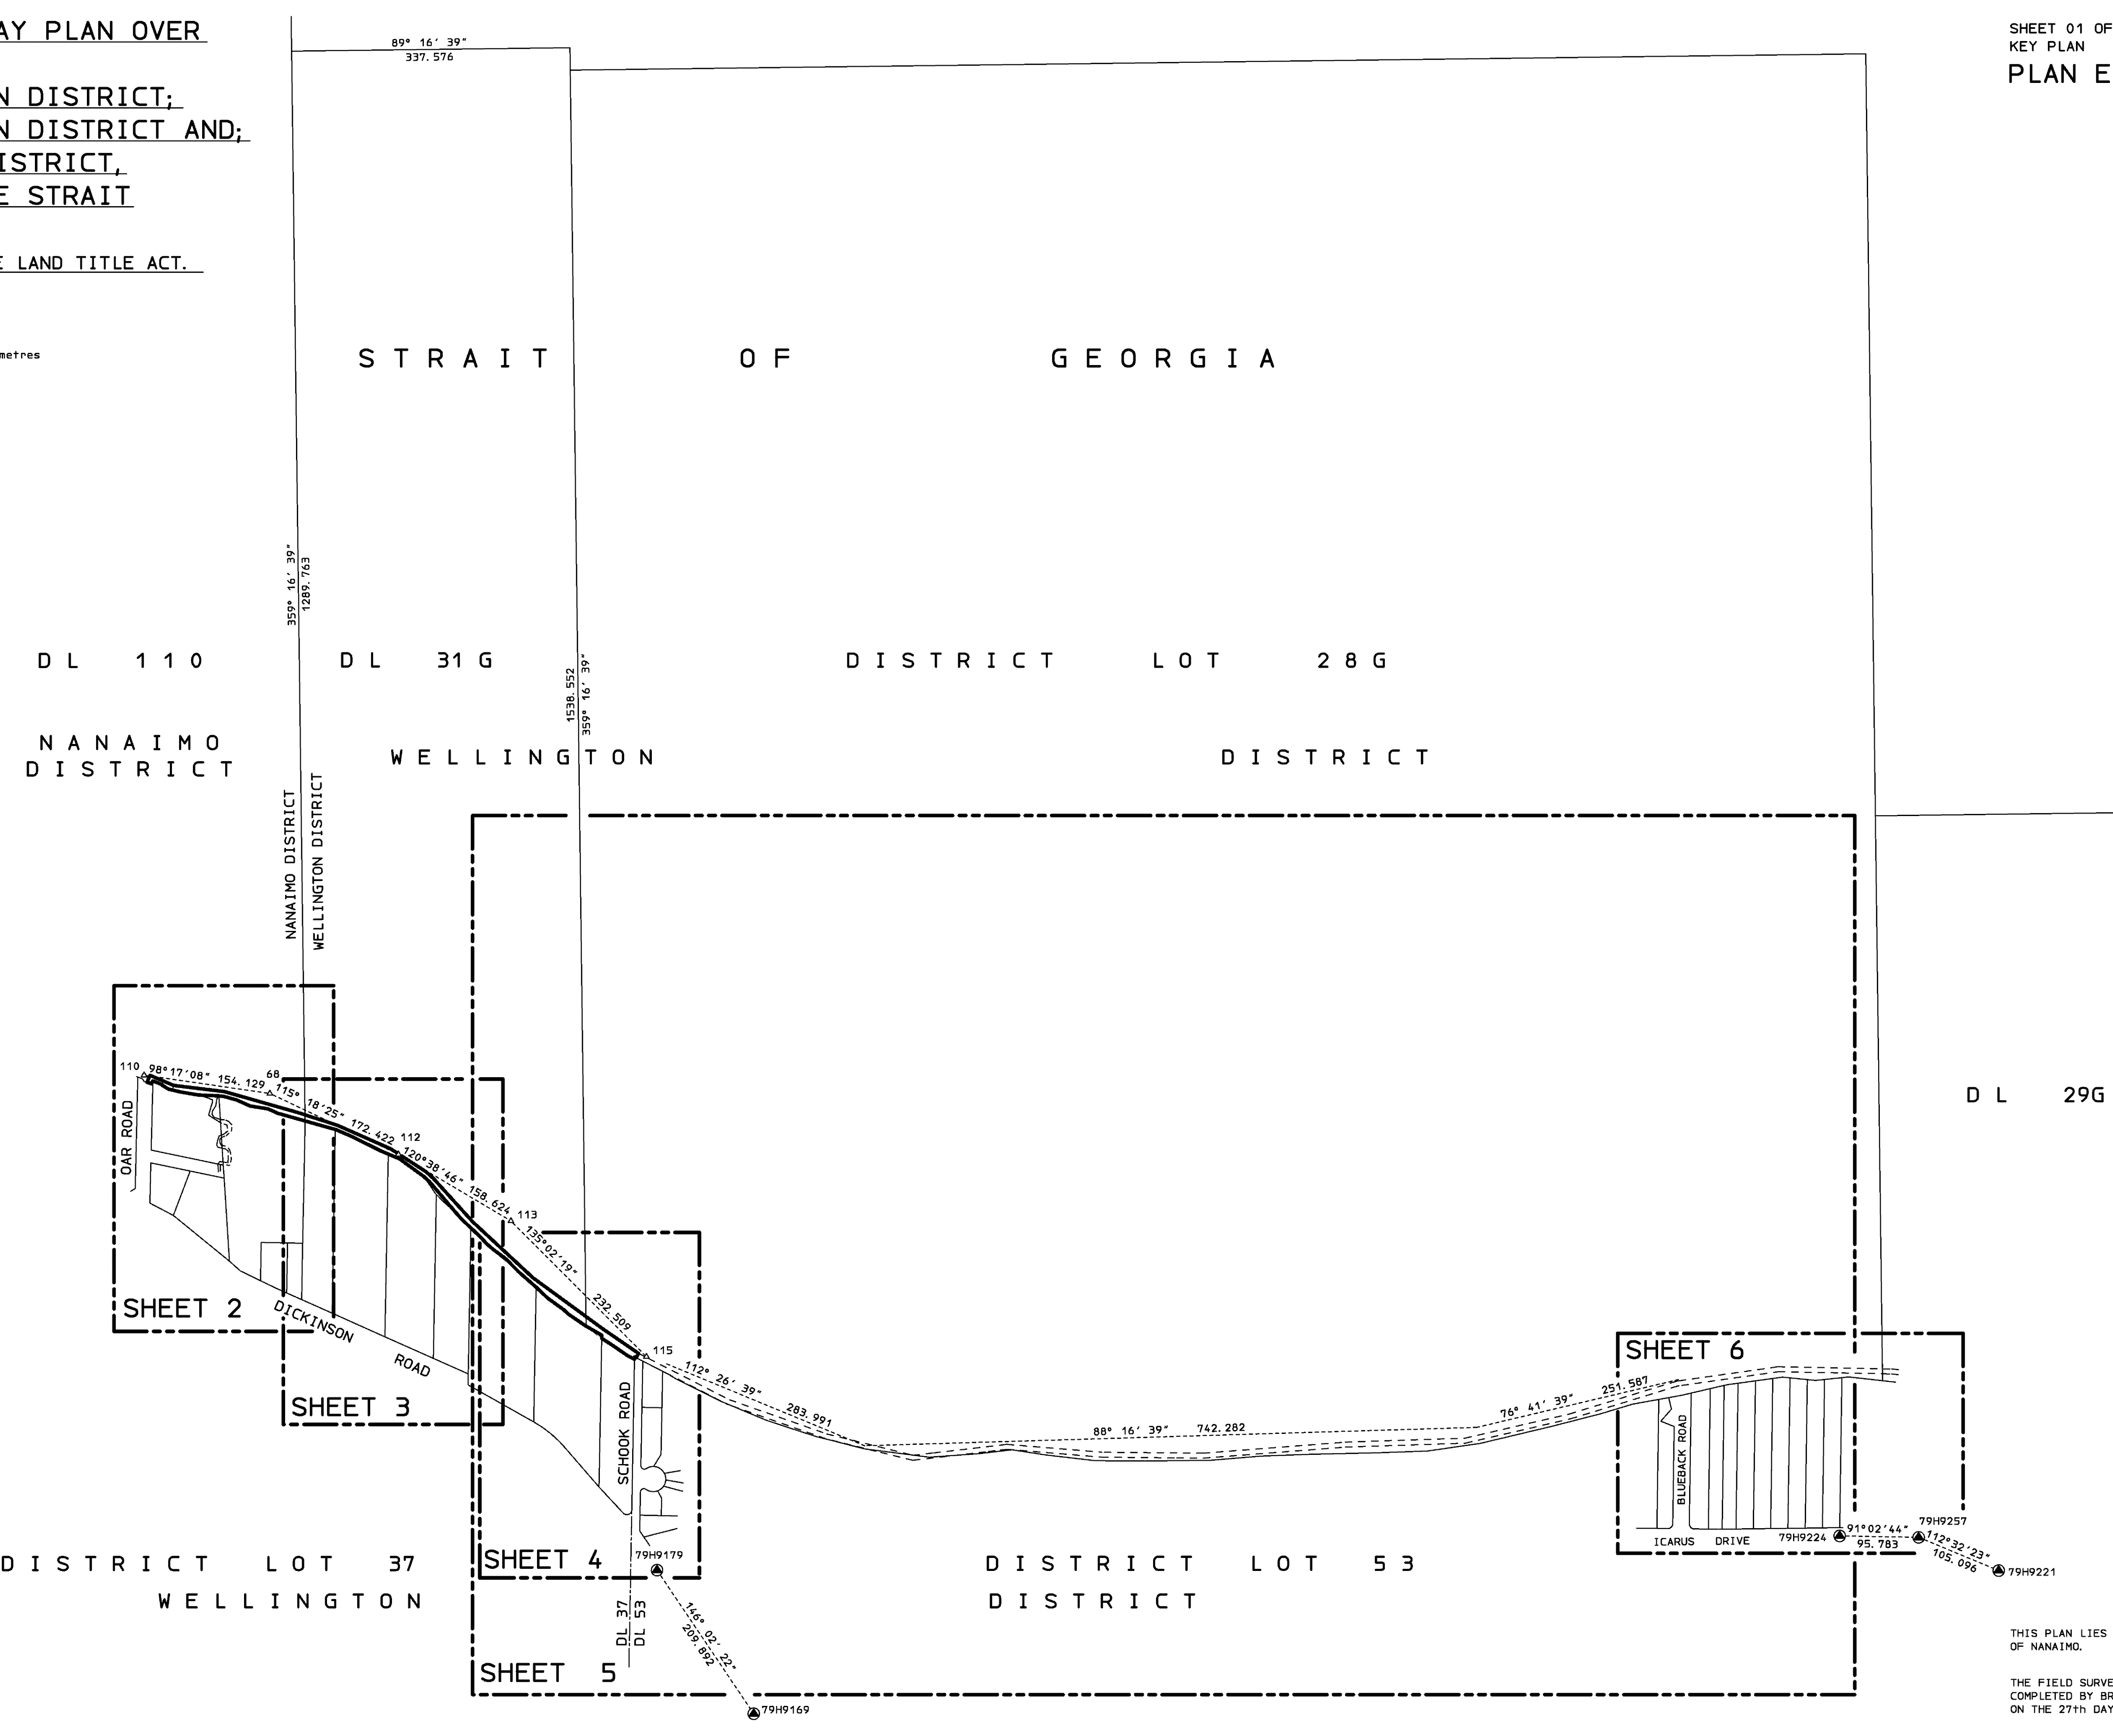 AY PLAN OVER
N DISTRICT;
N DISTRICT AND;
ISTRICT,
E STRAIT
E LAND TITLE ACT.
metres
SHEET 01 OF
KEY PLAN
PLAN E
89° 16' 39"
337.576
STRAIT OF GEORGIA
359° 16' 39"
1289.763
1538.552
359° 16' 39"
DL 110
DL 31G
DISTRICT LOT 28G
NANAIMO
DISTRICT
WELLINGTON DISTRICT
NANAIMO DISTRICT
WELLINGTON DISTRICT
DL 29G
110
98°17'08" 154.129
68
115° 18'25" 172.422
112
120°38'46" 158.624
113
135°02'19" 232.509
115
112° 26' 39" 283.991
88° 16' 39" 742.282
76° 41' 39" 251.587
OAR ROAD
SHEET 2
DICKINSON ROAD
SHEET 3
SCHOOK ROAD
SHEET 4
SHEET 5
SHEET 6
BLUEBACK ROAD
ICARUS DRIVE
79H9224
91°02'44"
95.783
79H9257
112°32'23"
105.096
79H9221
79H9179
146° 02' 22"
209.892
79H9169
DL 37
DL 53
DISTRICT LOT 37
WELLINGTON
DISTRICT LOT 53
DISTRICT
THIS PLAN LIES
OF NANAIMO.
THE FIELD SURVE
COMPLETED BY BR
ON THE 27th DAY